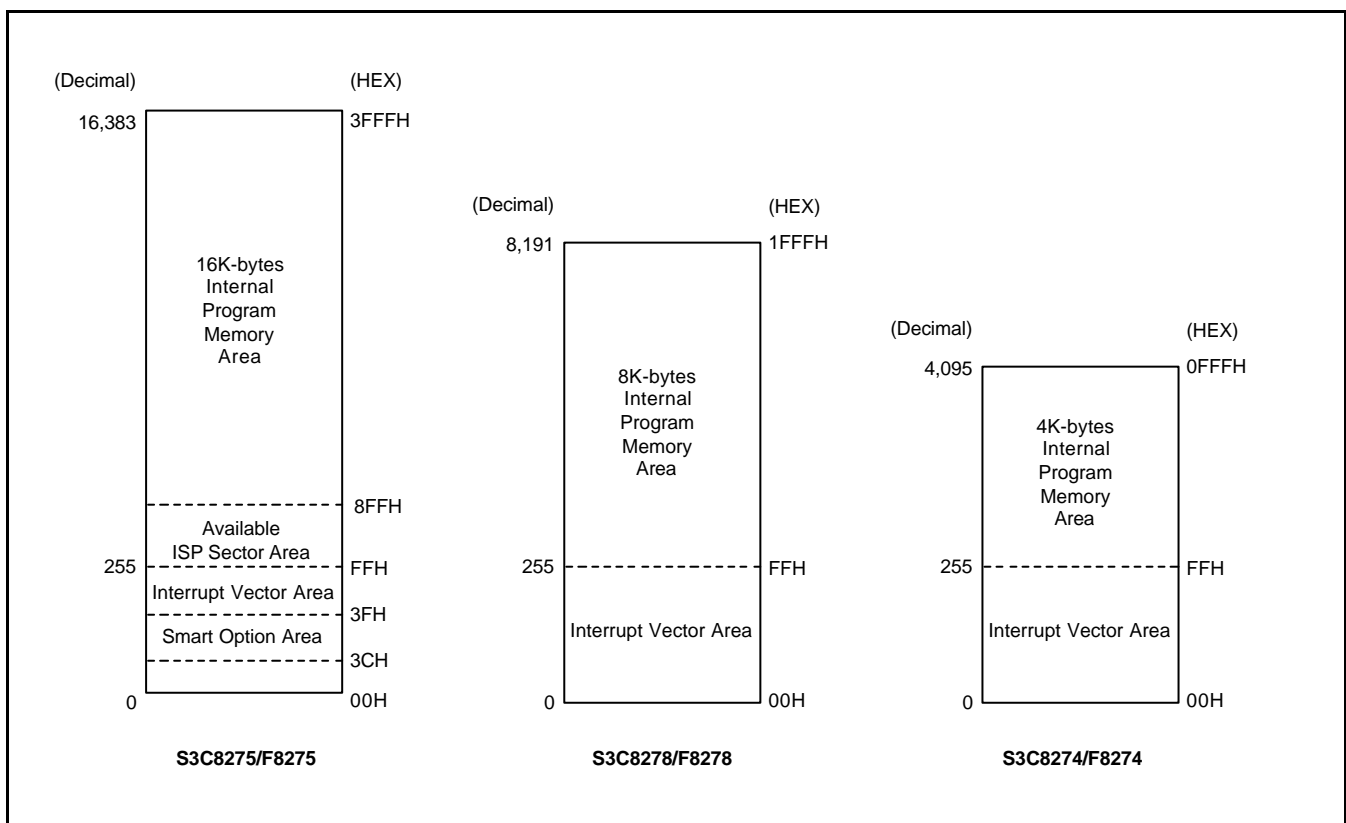 (Decimal)
(HEX)
16,383
3FFFH
16K-bytes
Internal
Program
Memory
Area
8FFH
Available
ISP Sector Area
255
FFH
Interrupt Vector Area
3FH
Smart Option Area
3CH
0
00H
S3C8275/F8275
(Decimal)
(HEX)
8,191
1FFFH
8K-bytes
Internal
Program
Memory
Area
255
FFH
Interrupt Vector Area
0
00H
S3C8278/F8278
(Decimal)
(HEX)
4,095
0FFFH
4K-bytes
Internal
Program
Memory
Area
255
FFH
Interrupt Vector Area
0
00H
S3C8274/F8274